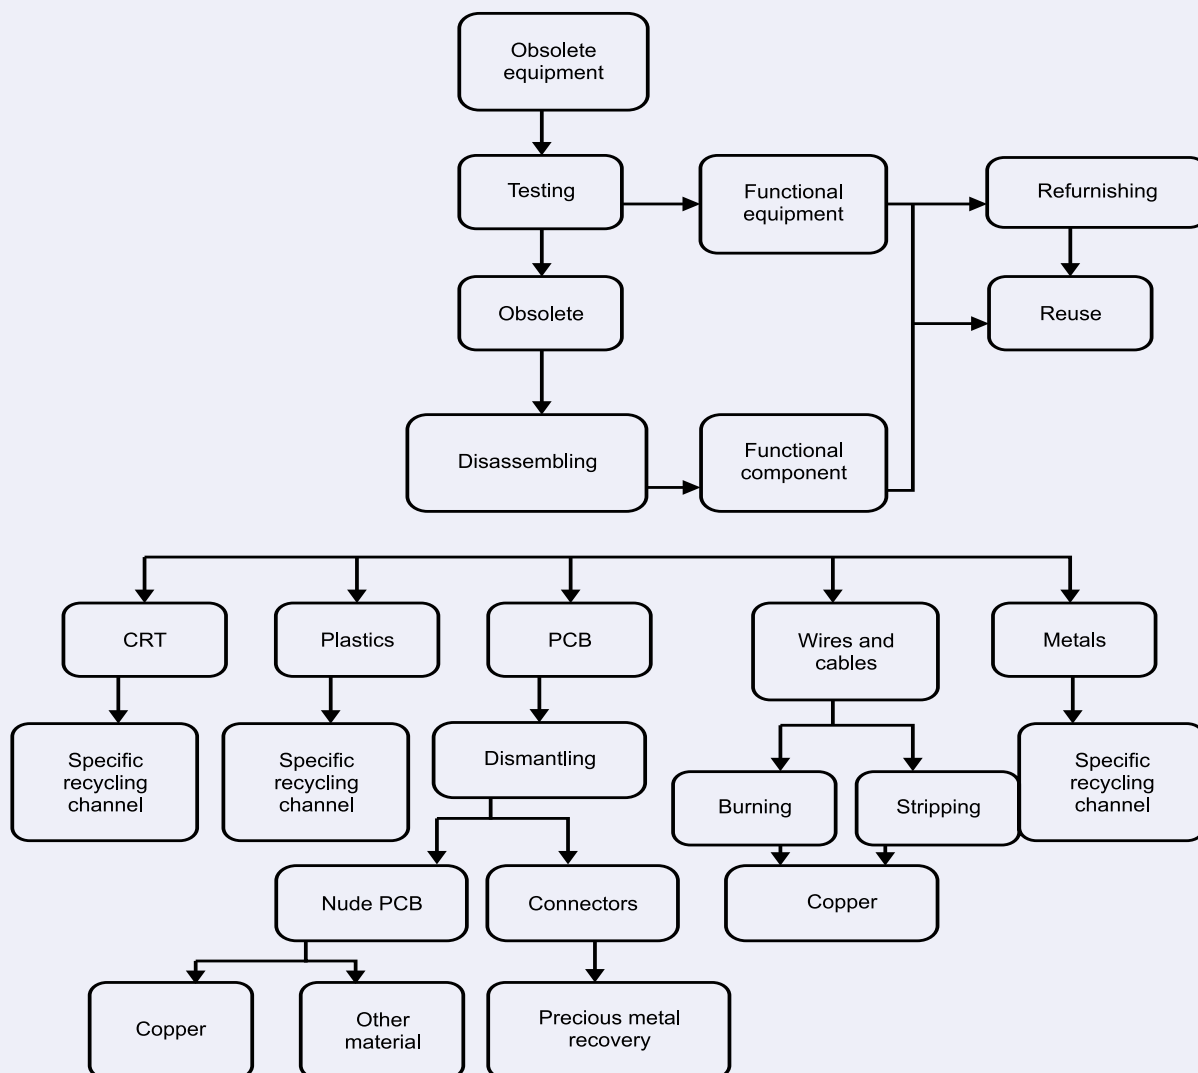 Obsolete
equipment
Testing
Functional
equipment
Refurnishing
Obsolete
Reuse
Disassembling
Functional
component
CRT
Plastics
PCB
Wires and
cables
Metals
Specific
recycling
channel
Specific
recycling
channel
Dismantling
Burning
Stripping
Specific
recycling
channel
Nude PCB
Connectors
Copper
Copper
Other
material
Precious metal
recovery